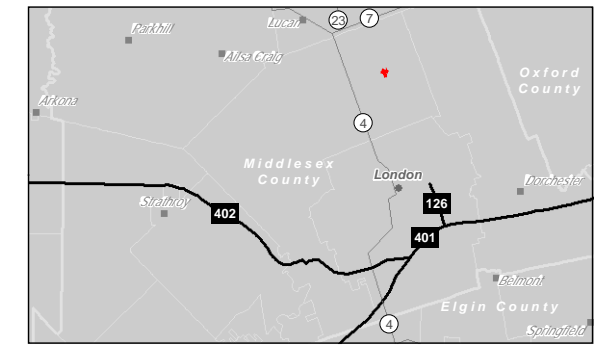 Lucan
23
7
Parkhill
Ailsa Craig
Oxford
County
Arkona
4
Middlesex
County
London
Dorchester
Strathroy
402
126
401
Belmont
Elgin County
4
Springfield